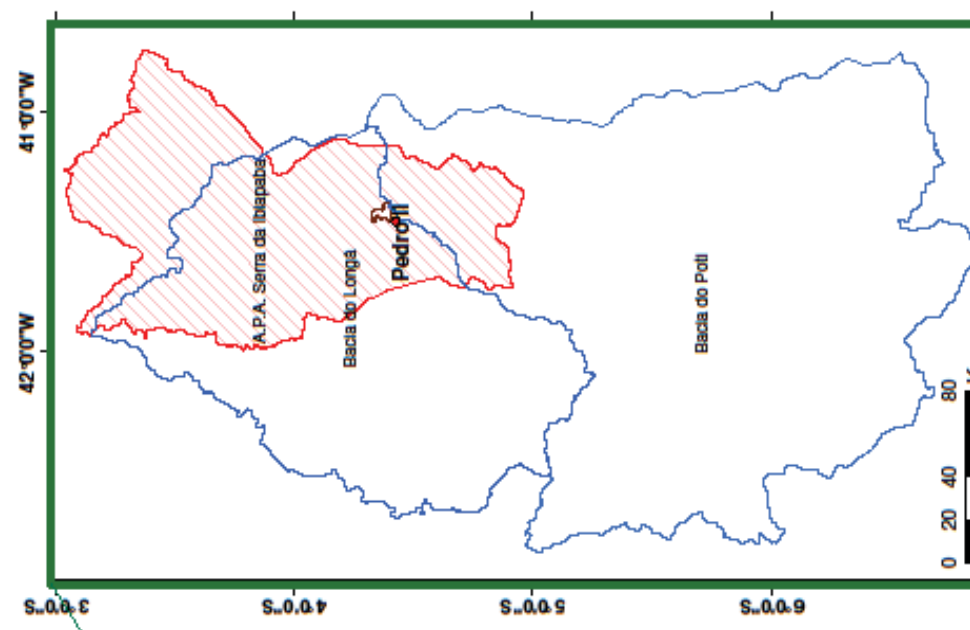 42°0'0"W
41°0'0"W
3°0'0"S
4°0'0"S
5°0'0"S
6°0'0"S
A.P.A. Serra da Ibiapaba
Bacia do Longá
Pedro II
Bacia do Poti
0 20 40 80